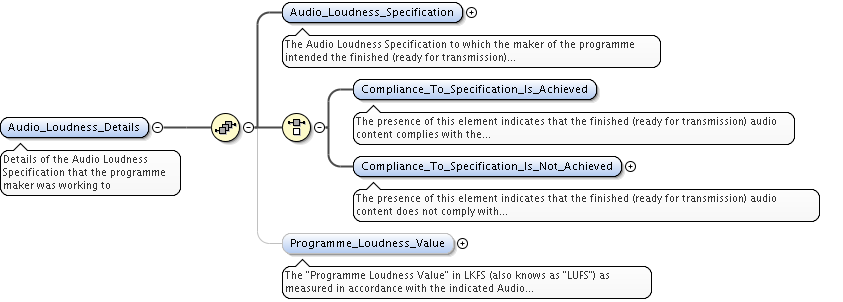 Audio_Loudness_Specification
The Audio Loudness Specification to which the maker of the programme
intended the finished (ready for transmission)...
Compliance_To_Specification_Is_Achieved
The presence of this element indicates that the finished (ready for transmission) audio
content complies with the...
Audio_Loudness_Details
Details of the Audio Loudness
Specification that the programme
maker was working to
Compliance_To_Specification_Is_Not_Achieved
The presence of this element indicates that the finished (ready for transmission) audio
content does not comply with...
Programme_Loudness_Value
The "Programme Loudness Value" in LKFS (also knows as "LUFS") as
measured in accordance with the indicated Audio...